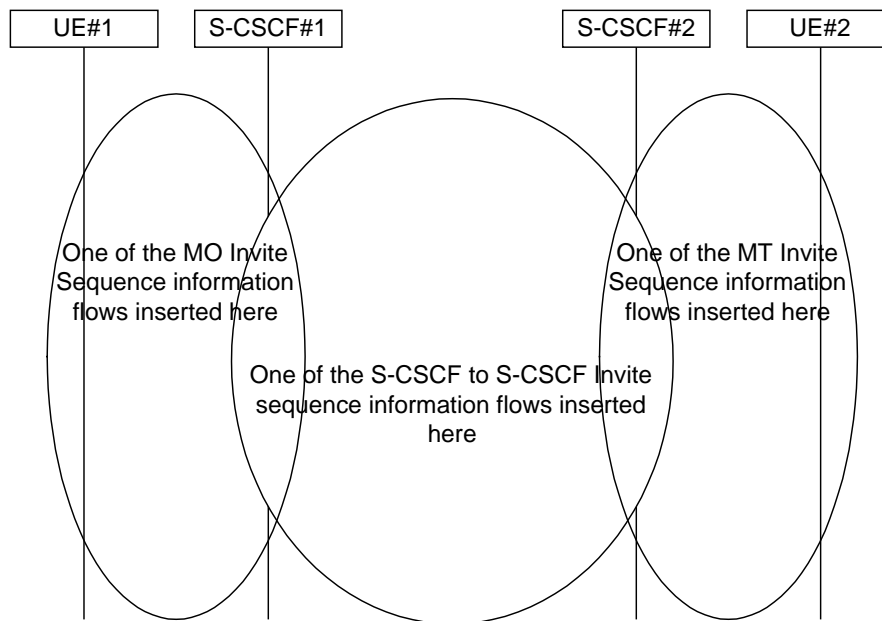 UE#1
S-CSCF#1
S-CSCF#2
UE#2
One of the MO Invite
Sequence information
flows inserted here
One of the MT Invite
Sequence information
flows inserted here
One of the S-CSCF to S-CSCF Invite
sequence information flows inserted
here